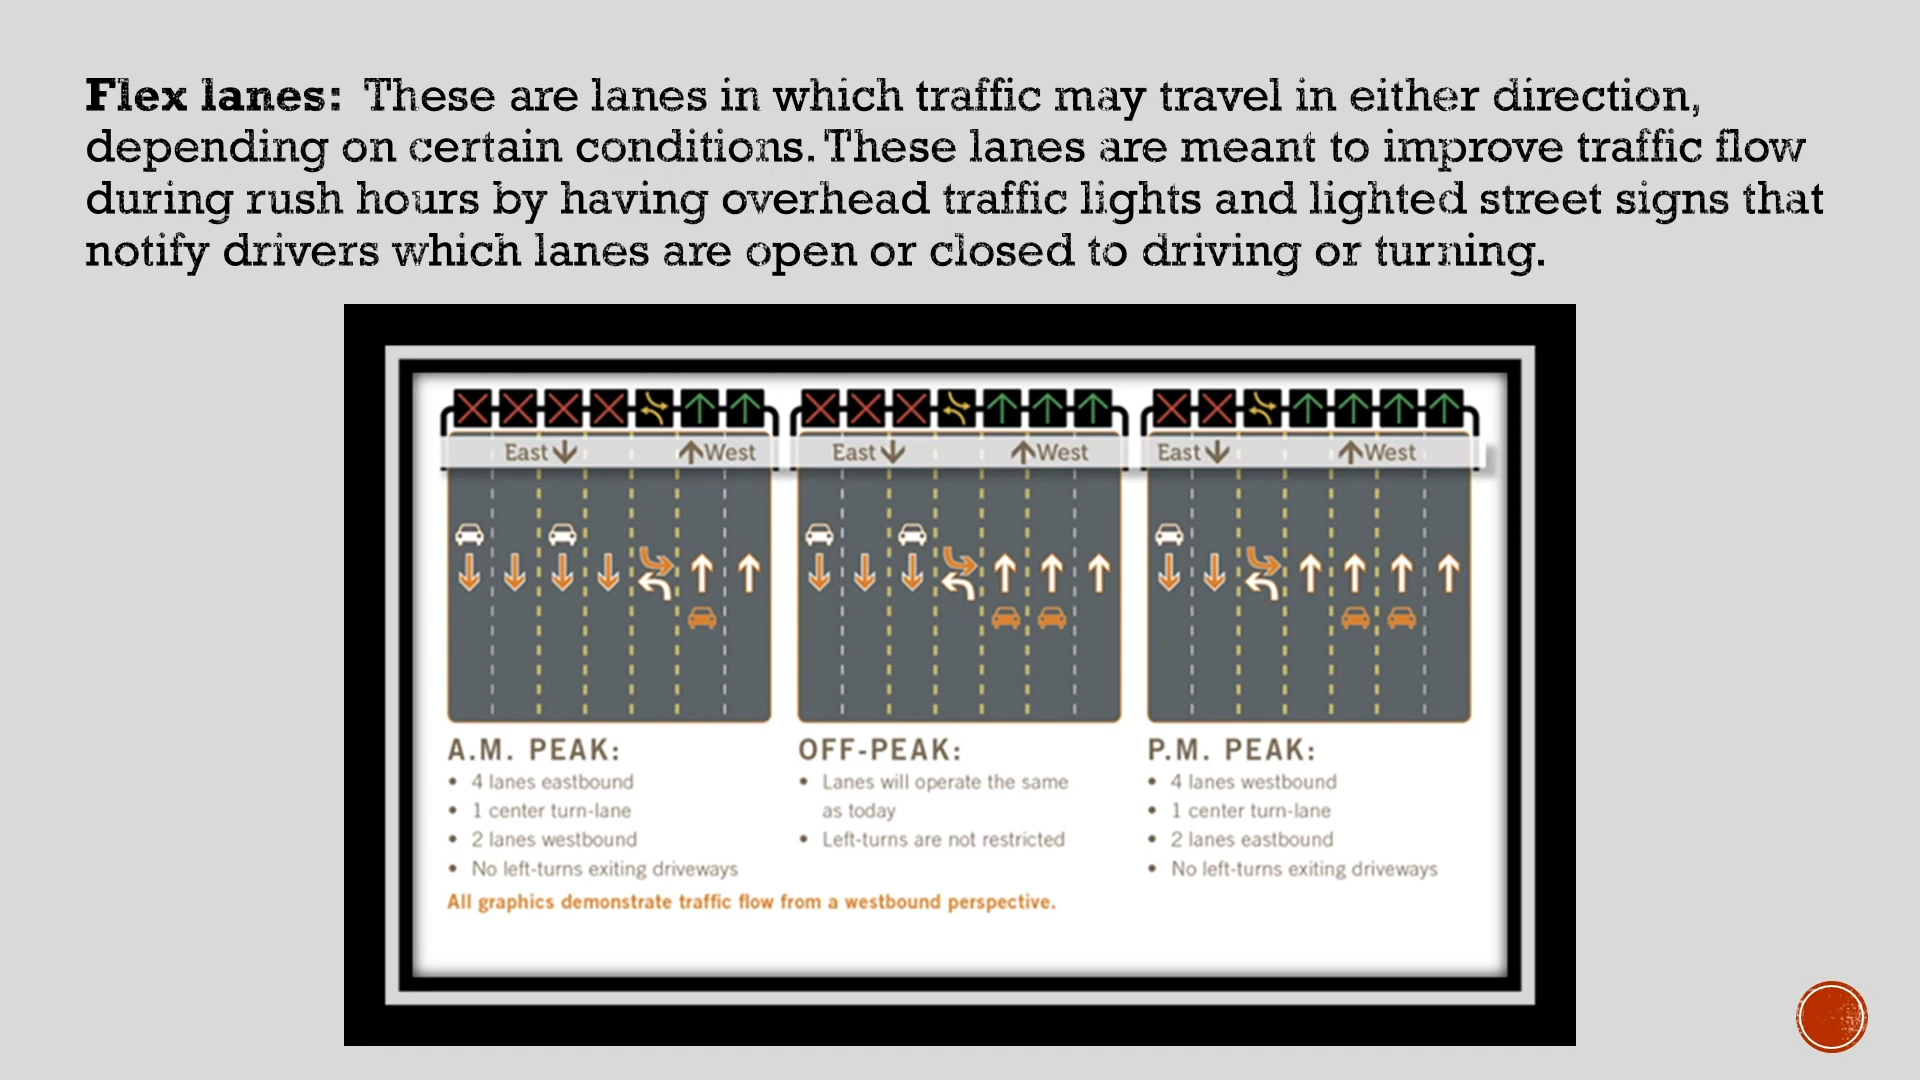 Flex lanes: These are lanes in which traffic may travel in either direction,
depending on certain conditions. These lanes are meant to improve traffic flow
during rush hours by having overhead traffic lights and lighted street signs that
notify drivers which lanes are open or closed to driving or turning.
East West
East West
East West
A.M. PEAK:
• 4 lanes eastbound
• 1 center turn-lane
• 2 lanes westbound
• No left-turns exiting driveways
OFF-PEAK:
• Lanes will operate the same
as today
• Left-turns are not restricted
P.M. PEAK:
• 4 lanes westbound
• 1 center turn-lane
• 2 lanes eastbound
• No left-turns exiting driveways
All graphics demonstrate traffic flow from a westbound perspective.